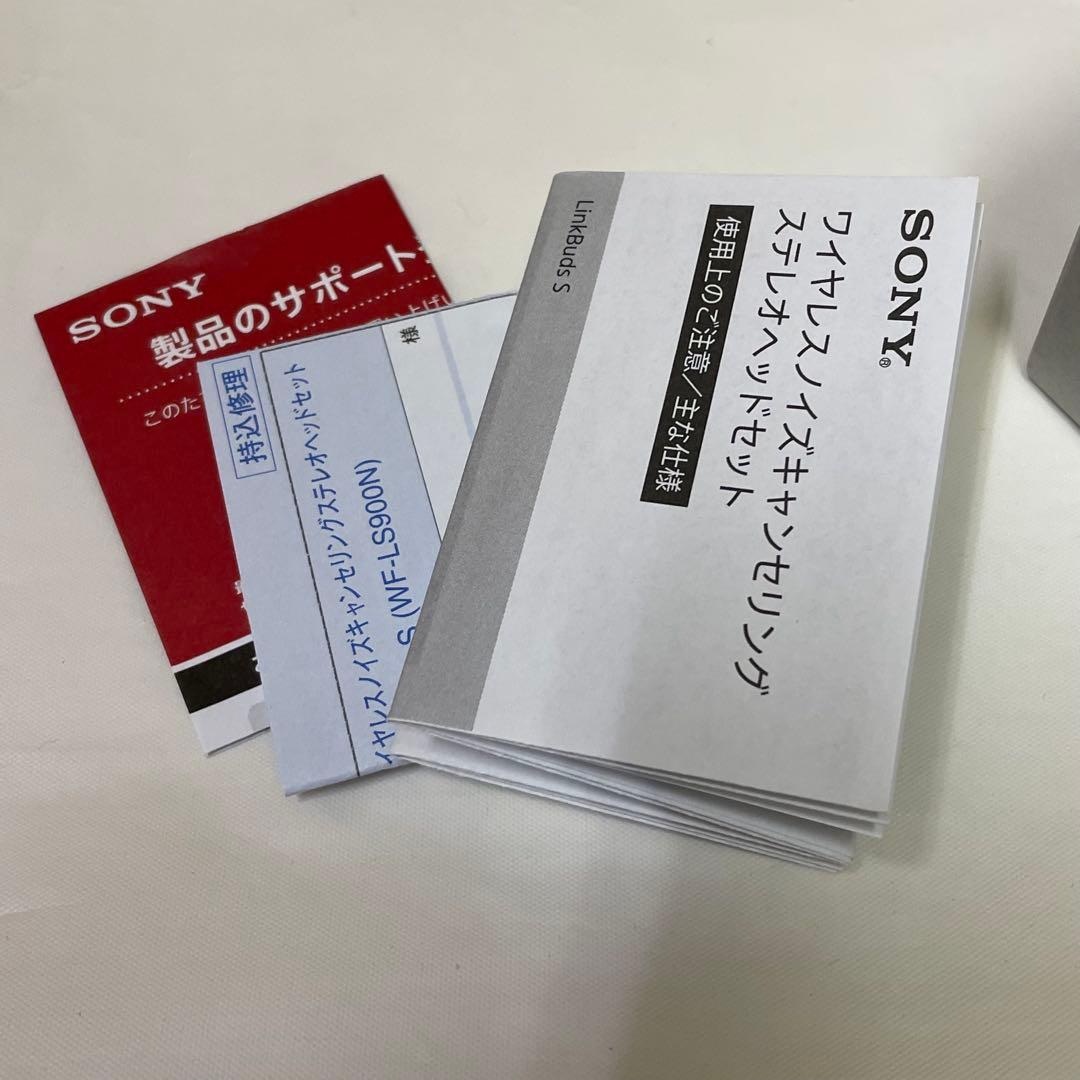 SONY
製品のサポート
このた
持込修理
イヤレスノイズキャンセリングステレオヘッドセット
S (WF-LS900N)
様
LinkBuds S
SONY®
ワイヤレスノイズキャンセリング
ステレオヘッドセット
使用上のご注意/主な仕様